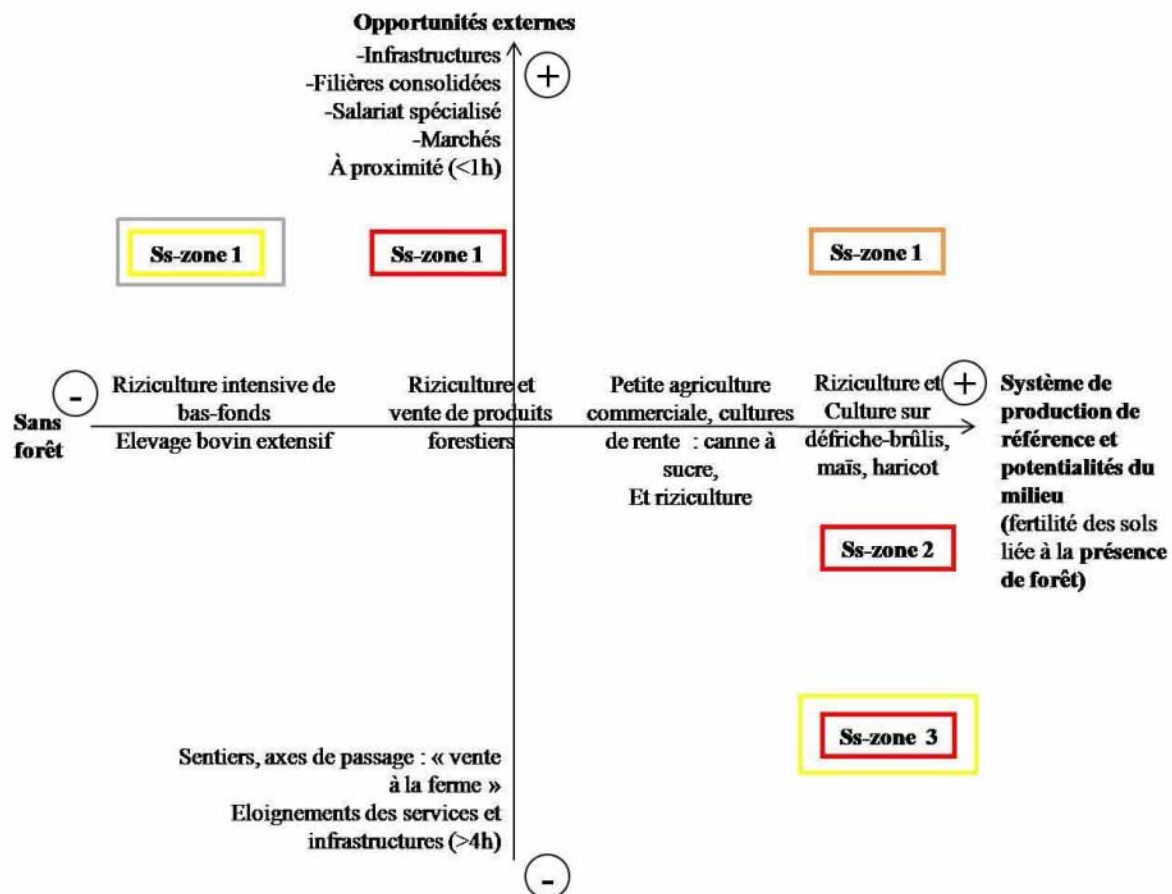 Opportunités externes
-Infrastructures
-Filières consolidées
-Salariat spécialisé
-Marchés
À proximité (<1h)
+
Ss-zone 1
Ss-zone 1
Ss-zone 1
-
Sans
forêt
Riziculture intensive de
bas-fonds
Elevage bovin extensif
Riziculture et
vente de produits
forestiers
Petite agriculture
commerciale, cultures
de rente : canne à
sucre,
Et riziculture
Riziculture et
Culture sur
défriche-brûlis,
maïs, haricot
+
Système de
production de
référence et
potentialités du
milieu
(fertilité des sols
liée à la présence
de forêt)
Ss-zone 2
Ss-zone 3
Sentiers, axes de passage : « vente
à la ferme »
Eloignements des services et
infrastructures (>4h)
-